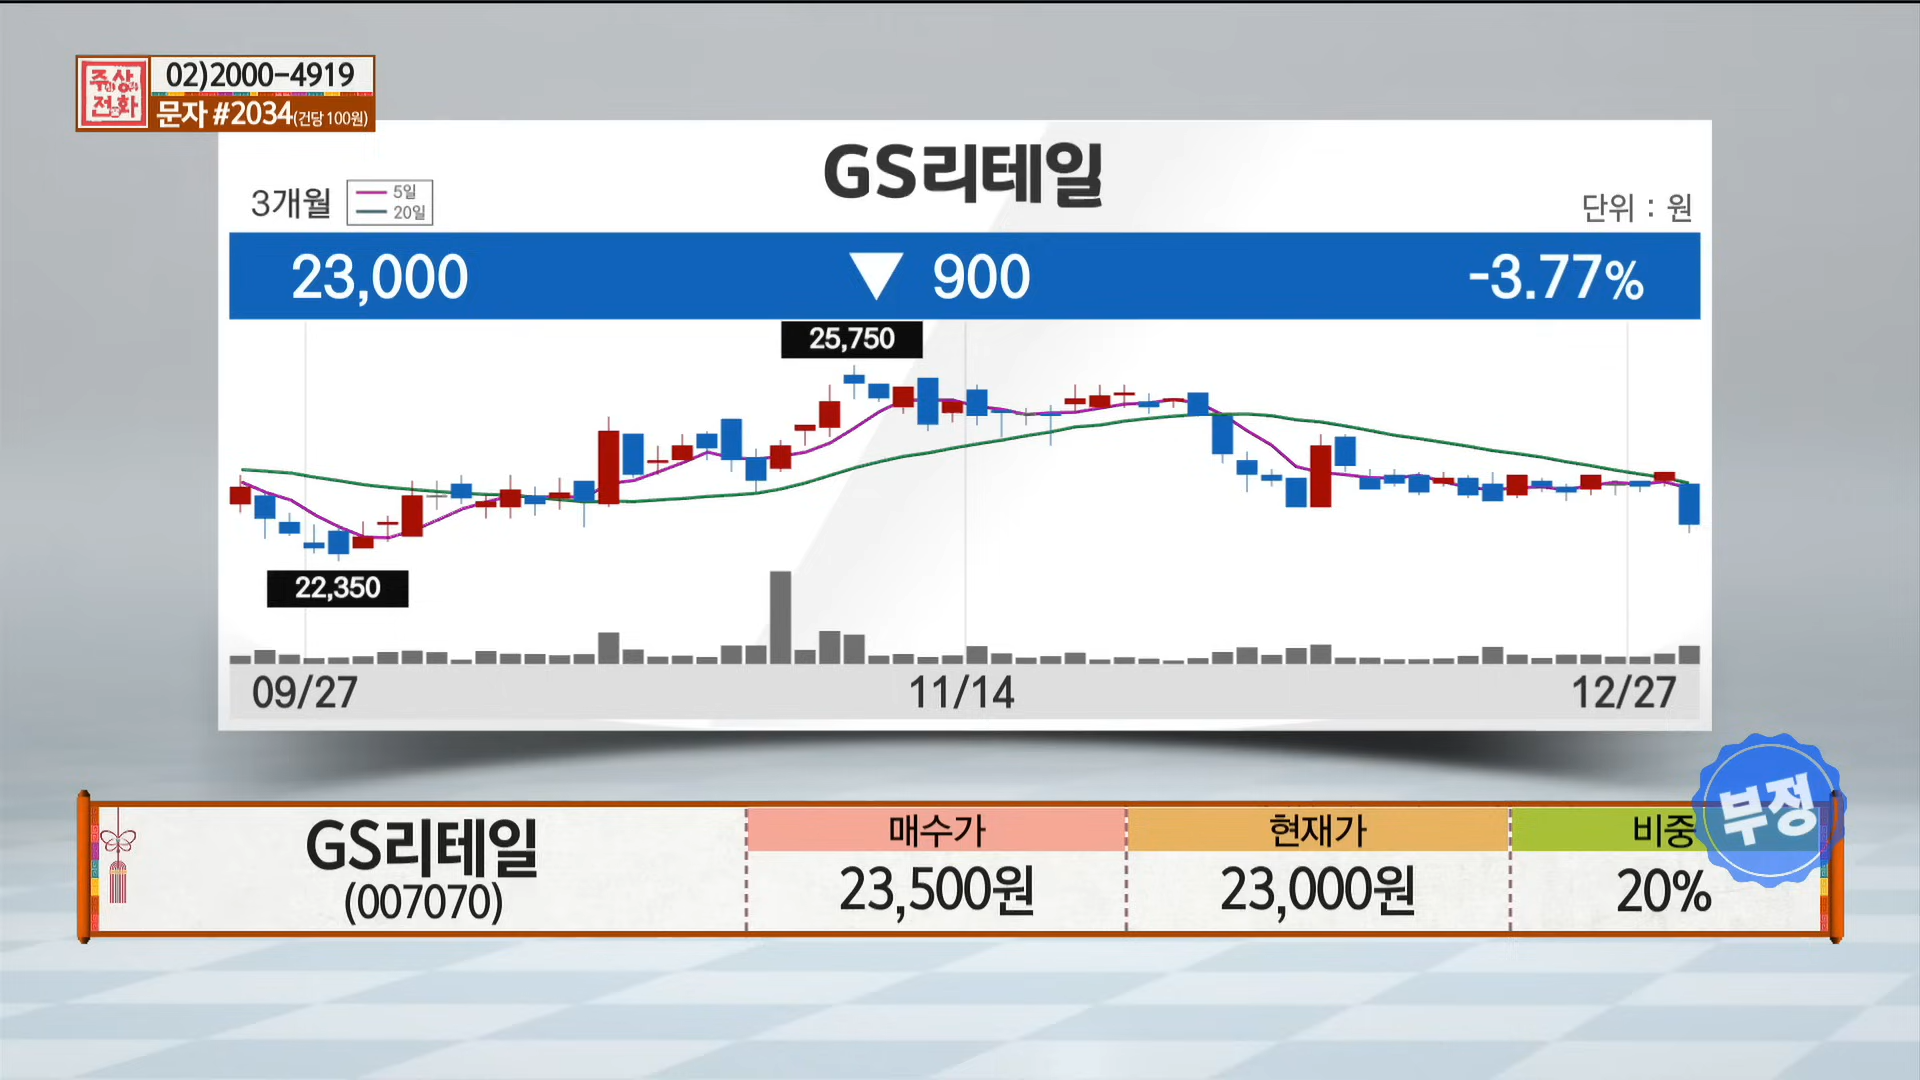 주상
전화
02)2000-4919
문자 #2034(건당 100원)
GS리테일
3개월
5일
20일
단위 : 원
23,000 ▼ 900 -3.77%
25,750
22,350
09/27 11/14 12/27
부정
GS리테일
(007070)
매수가 현재가 비중
23,500원 23,000원 20%